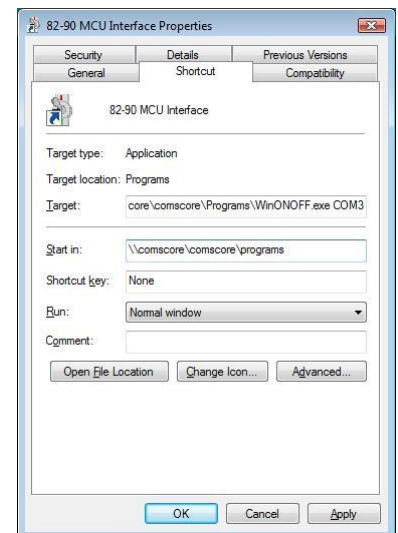 82-90 MCU Interface Properties
Security Details Previous Versions
General Shortcut Compatibility
82-90 MCU Interface
Target type: Application
Target location: Programs
Target: core\comscore\Programs\WinONOFF.exe COM3
Start in: \\comscore\comscore\programs
Shortcut key: None
Run: Normal window
Comment:
Open File Location Change Icon... Advanced...
OK Cancel Apply